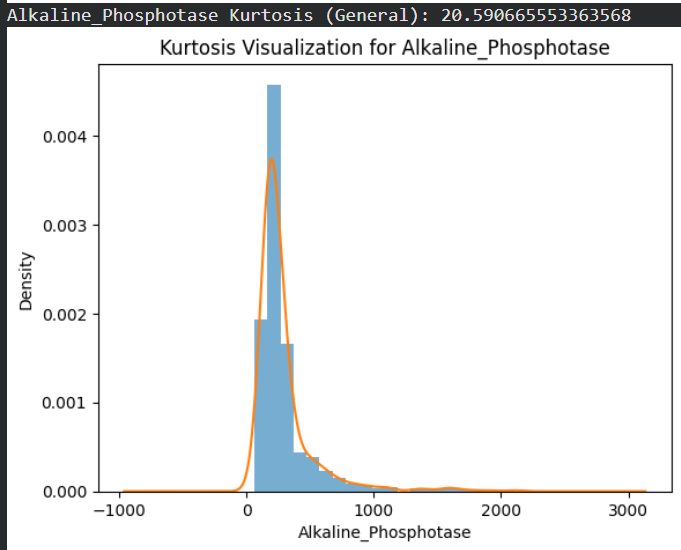 Alkaline_Phosphotase Kurtosis (General): 20.590665553363568
Kurtosis Visualization for Alkaline_Phosphotase
0.004
0.003
Density
0.002
0.001
0.000
−1000 0 1000 2000 3000
Alkaline_Phosphotase